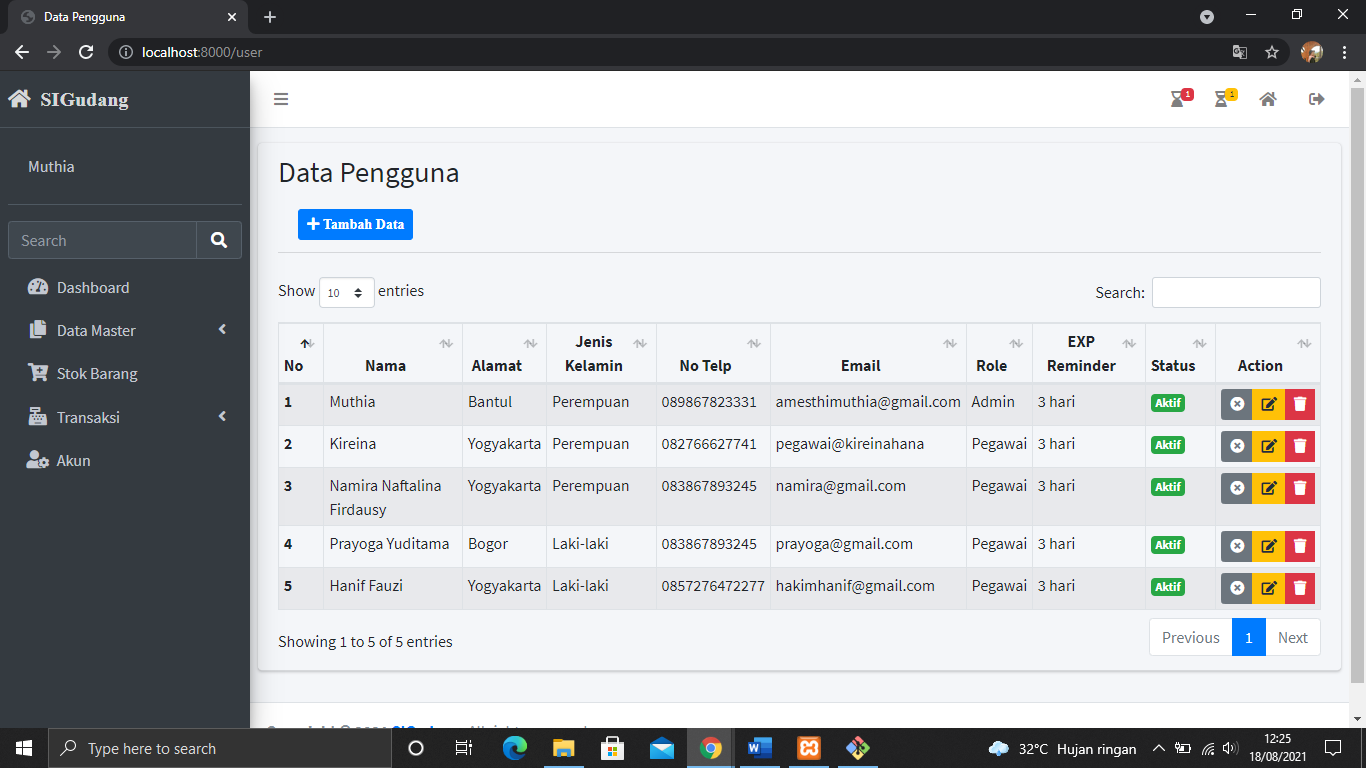 Data Pengguna
localhost:8000/user
SIGudang
1
1
Muthia
Search
Dashboard
Data Master
Stok Barang
Transaksi
Akun
Data Pengguna
Tambah Data
Show 10 entries
Search:
No Nama Alamat Jenis Kelamin No Telp Email Role EXP Reminder Status Action
1 Muthia Bantul Perempuan 089867823331 amesthimuthia@gmail.com Admin 3 hari Aktif
2 Kireina Yogyakarta Perempuan 082766627741 pegawai@kireinahana Pegawai 3 hari Aktif
3 Namira Naftalina Firdausy Yogyakarta Perempuan 083867893245 namira@gmail.com Pegawai 3 hari Aktif
4 Prayoga Yuditama Bogor Laki-laki 083867893245 prayoga@gmail.com Pegawai 3 hari Aktif
5 Hanif Fauzi Yogyakarta Laki-laki 0857276472277 hakimhanif@gmail.com Pegawai 3 hari Aktif
Showing 1 to 5 of 5 entries
Previous 1 Next
Type here to search
32°C Hujan ringan
12:25
18/08/2021